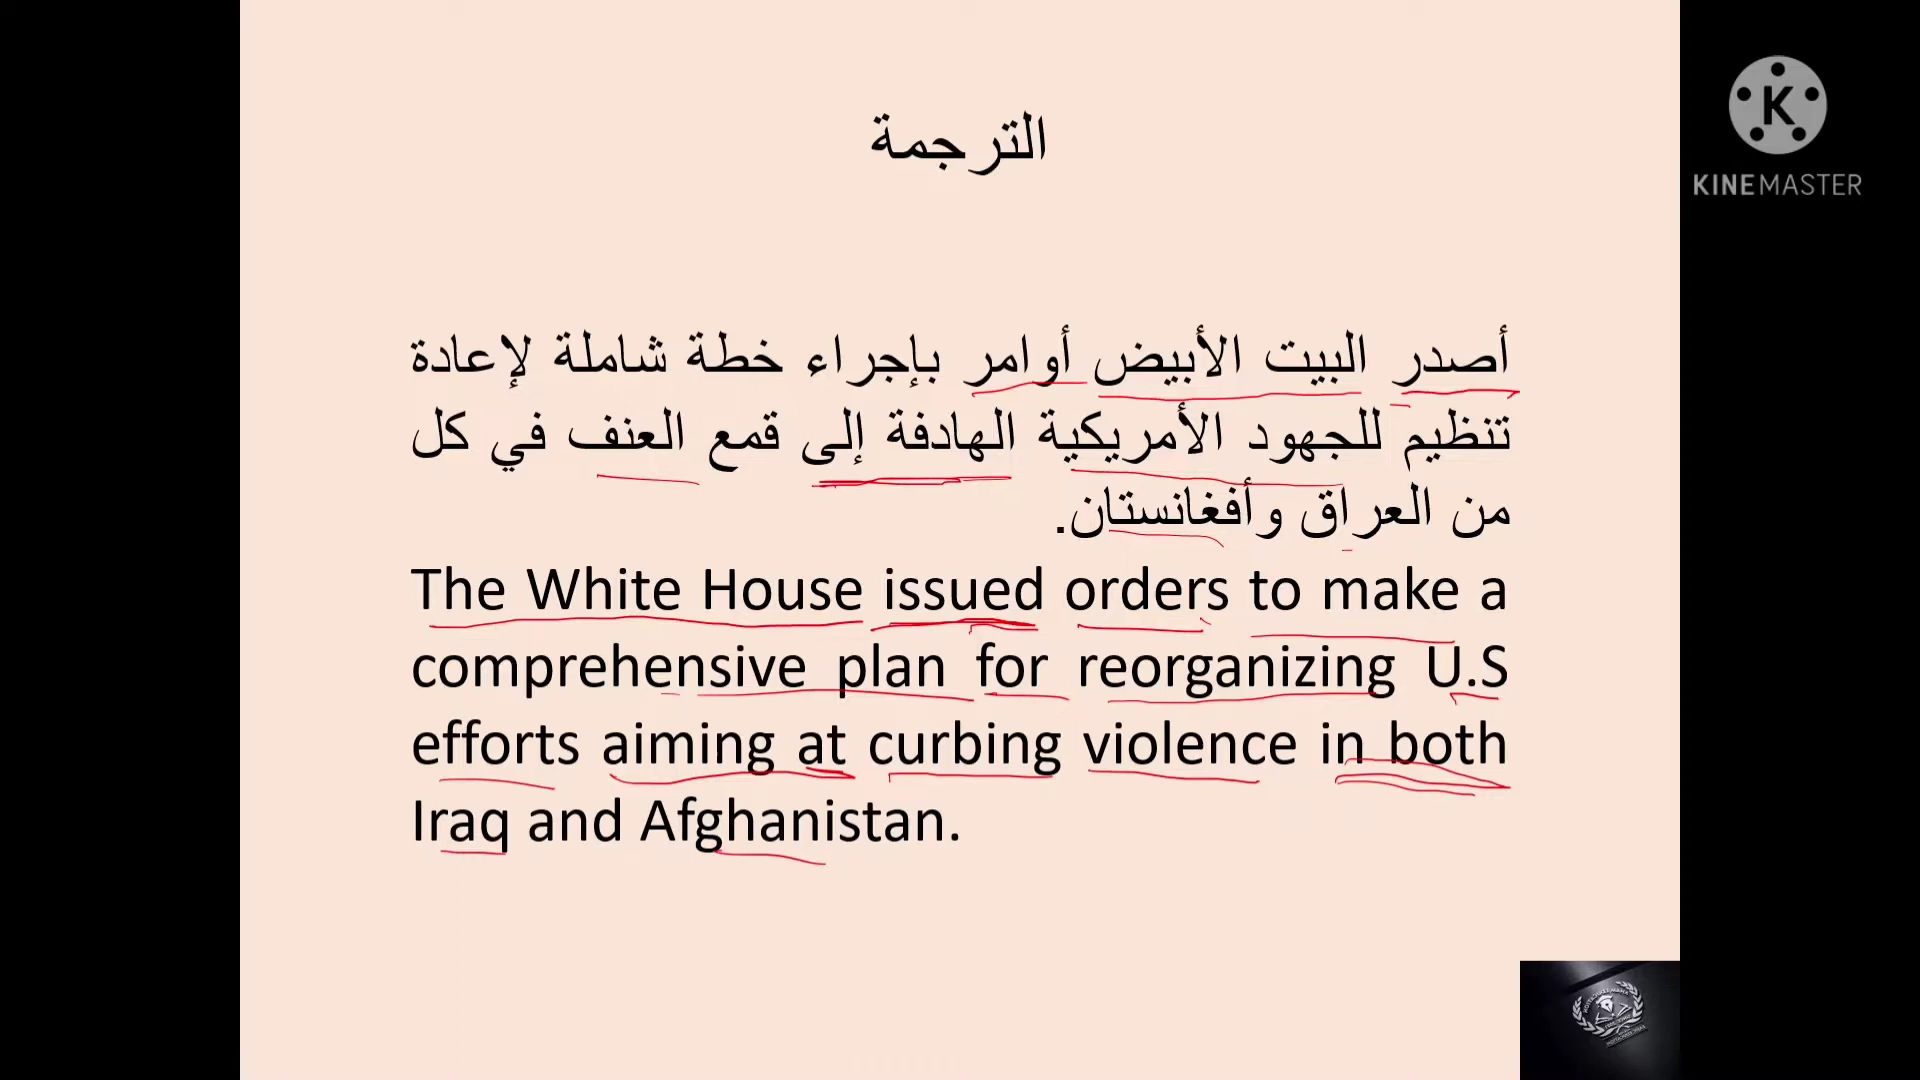 الترجمة
K
KINEMASTER
أصدر البيت الأبيض أوامر بإجراء خطة شاملة لإعادة
تنظيم للجهود الأمريكية الهادفة إلى قمع العنف في كل
من العراق وأفغانستان.
The White House issued orders to make a
comprehensive plan for reorganizing U.S
efforts aiming at curbing violence in both
Iraq and Afghanistan.